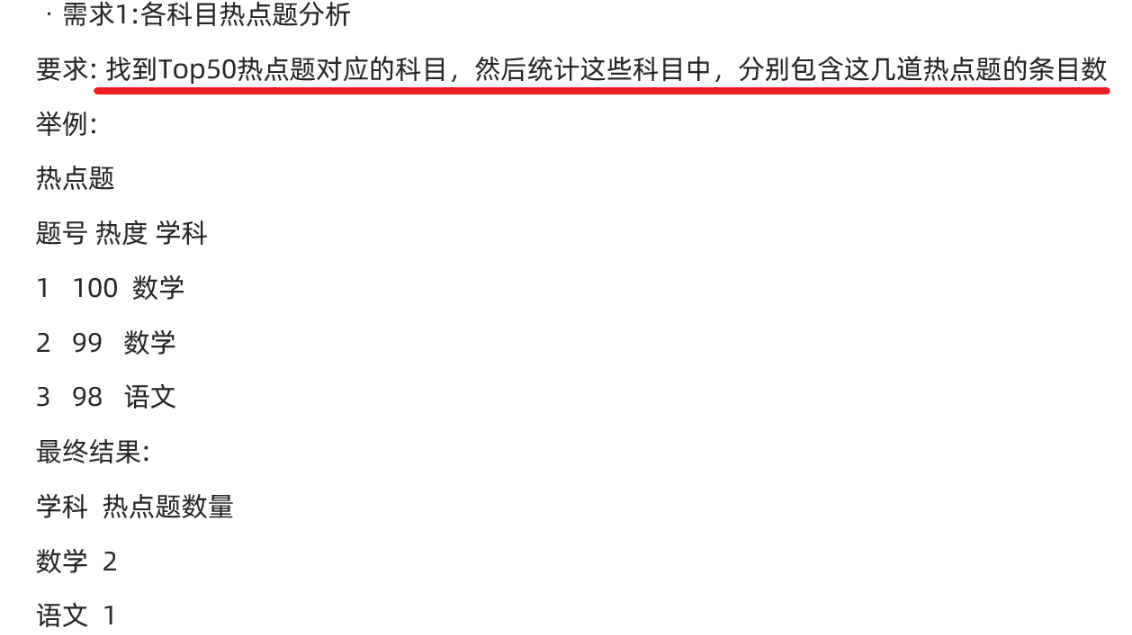 · 需求1:各科目热点题分析
要求: 找到Top50热点题对应的科目，然后统计这些科目中，分别包含这几道热点题的条目数
举例:
热点题
题号 热度 学科
1 100 数学
2 99 数学
3 98 语文
最终结果:
学科 热点题数量
数学 2
语文 1